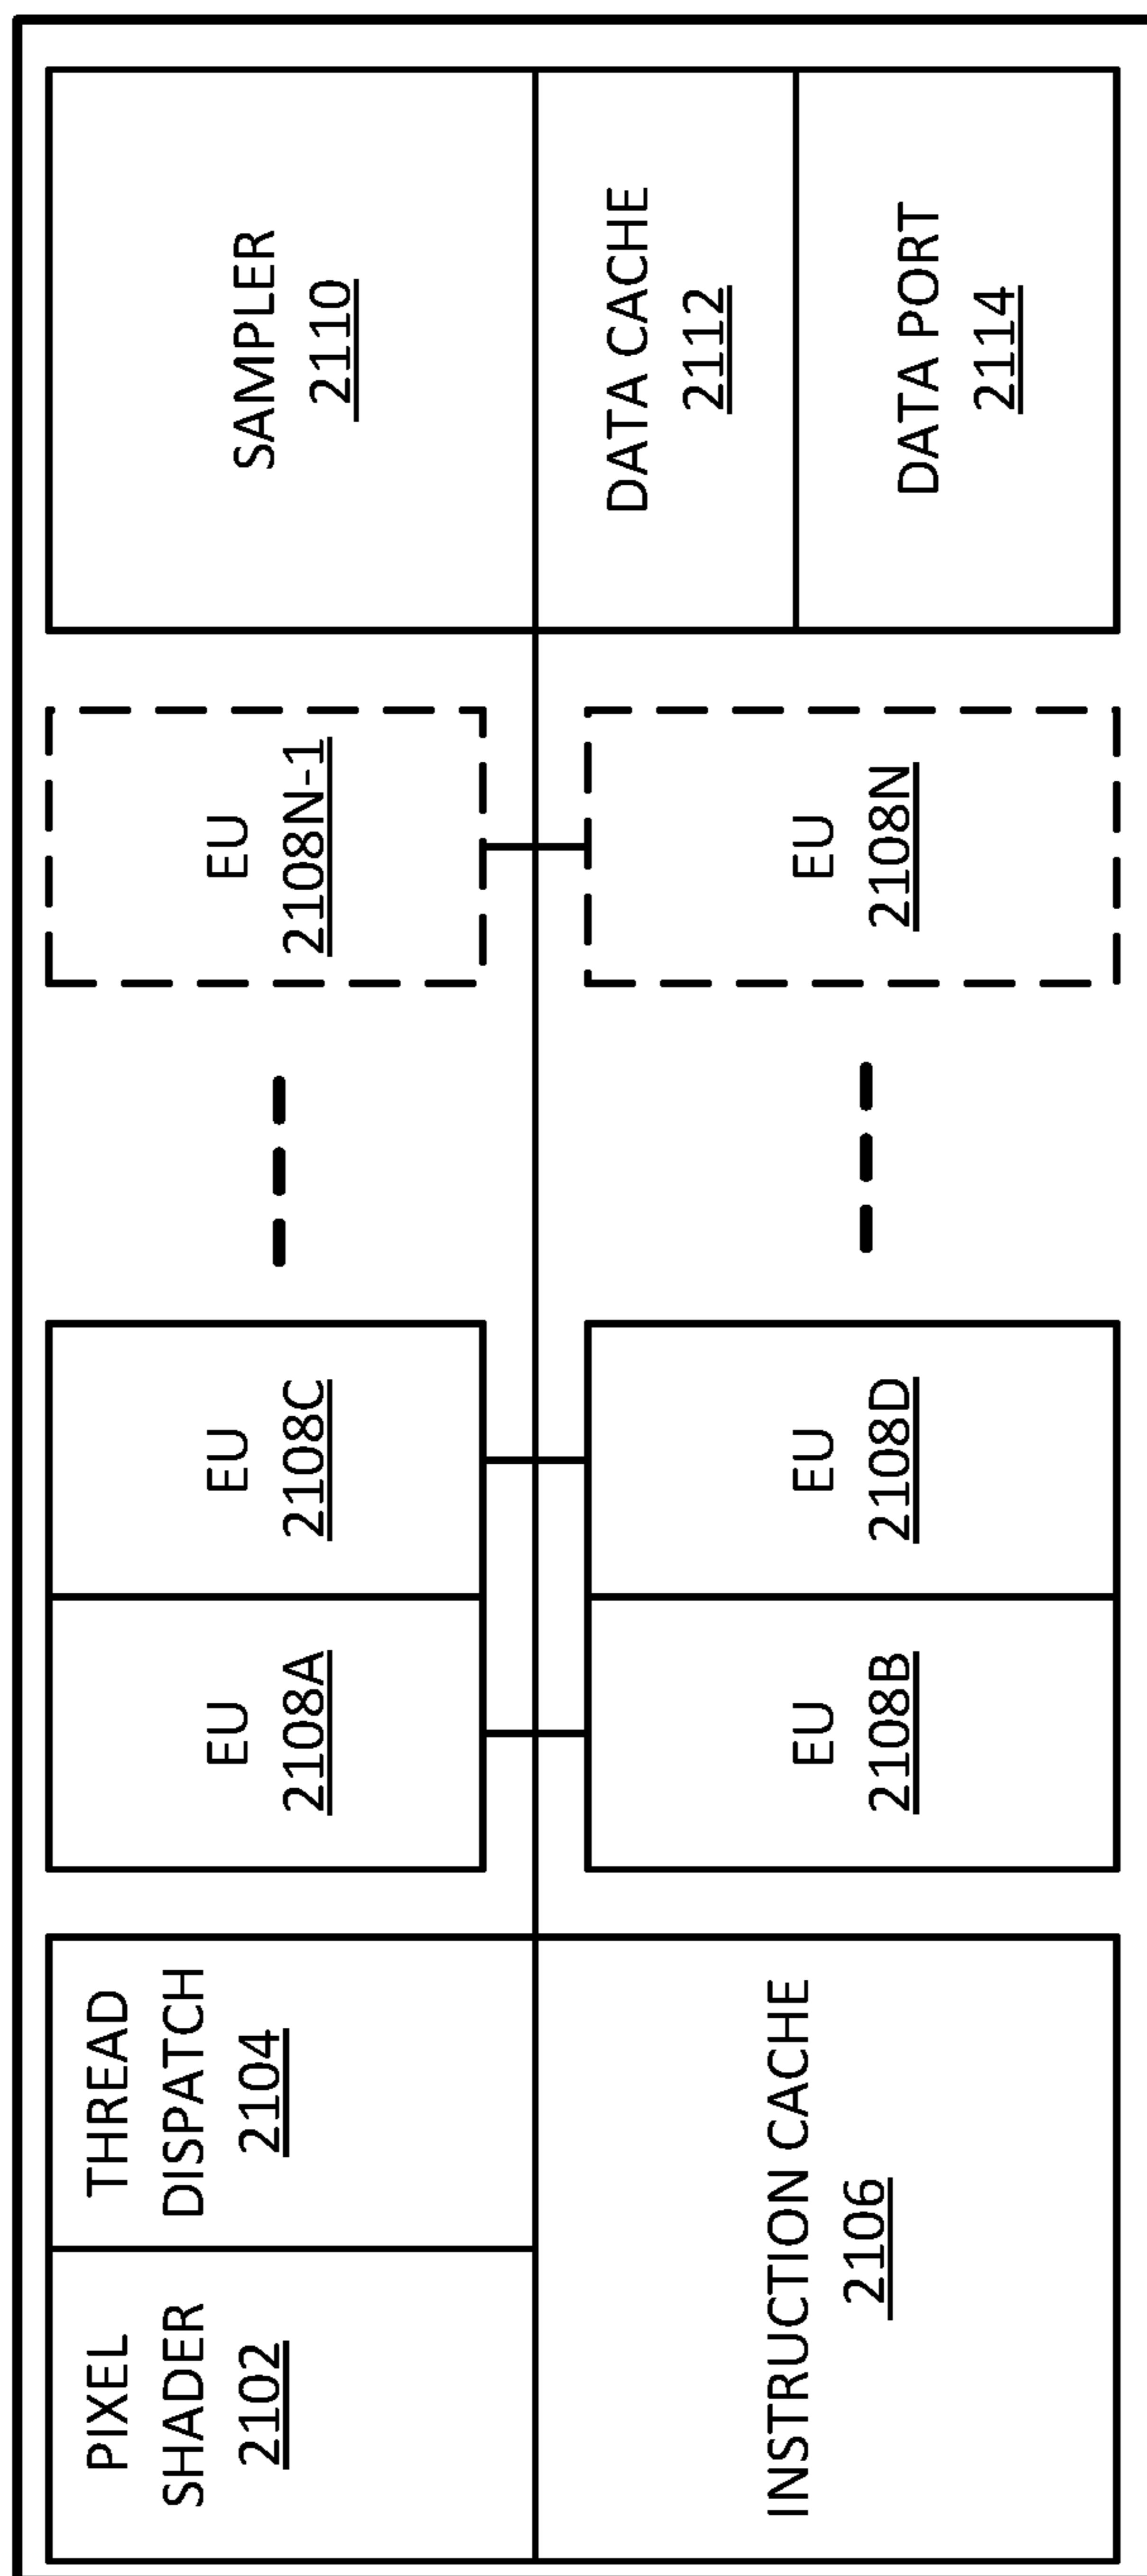 PIXEL
SHADER
2102
THREAD
DISPATCH
2104
INSTRUCTION CACHE
2106
EU
2108A
EU
2108C
EU
2108B
EU
2108D
EU
2108N-1
EU
2108N
SAMPLER
2110
DATA CACHE
2112
DATA PORT
2114